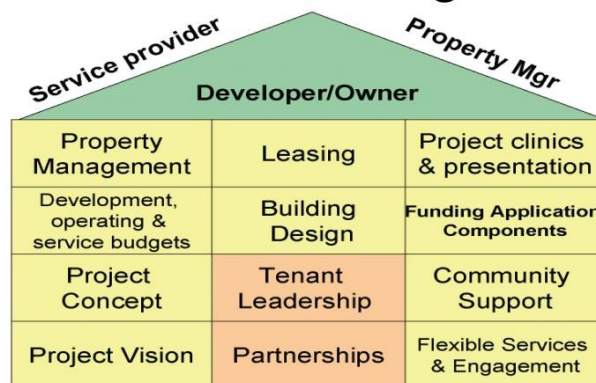 Service provider
Property Mgr
Developer/Owner
Property
Management
Leasing
Project clinics
& presentation
Development,
operating &
service budgets
Building
Design
Funding Application
Components
Project
Concept
Tenant
Leadership
Community
Support
Project Vision
Partnerships
Flexible Services
& Engagement